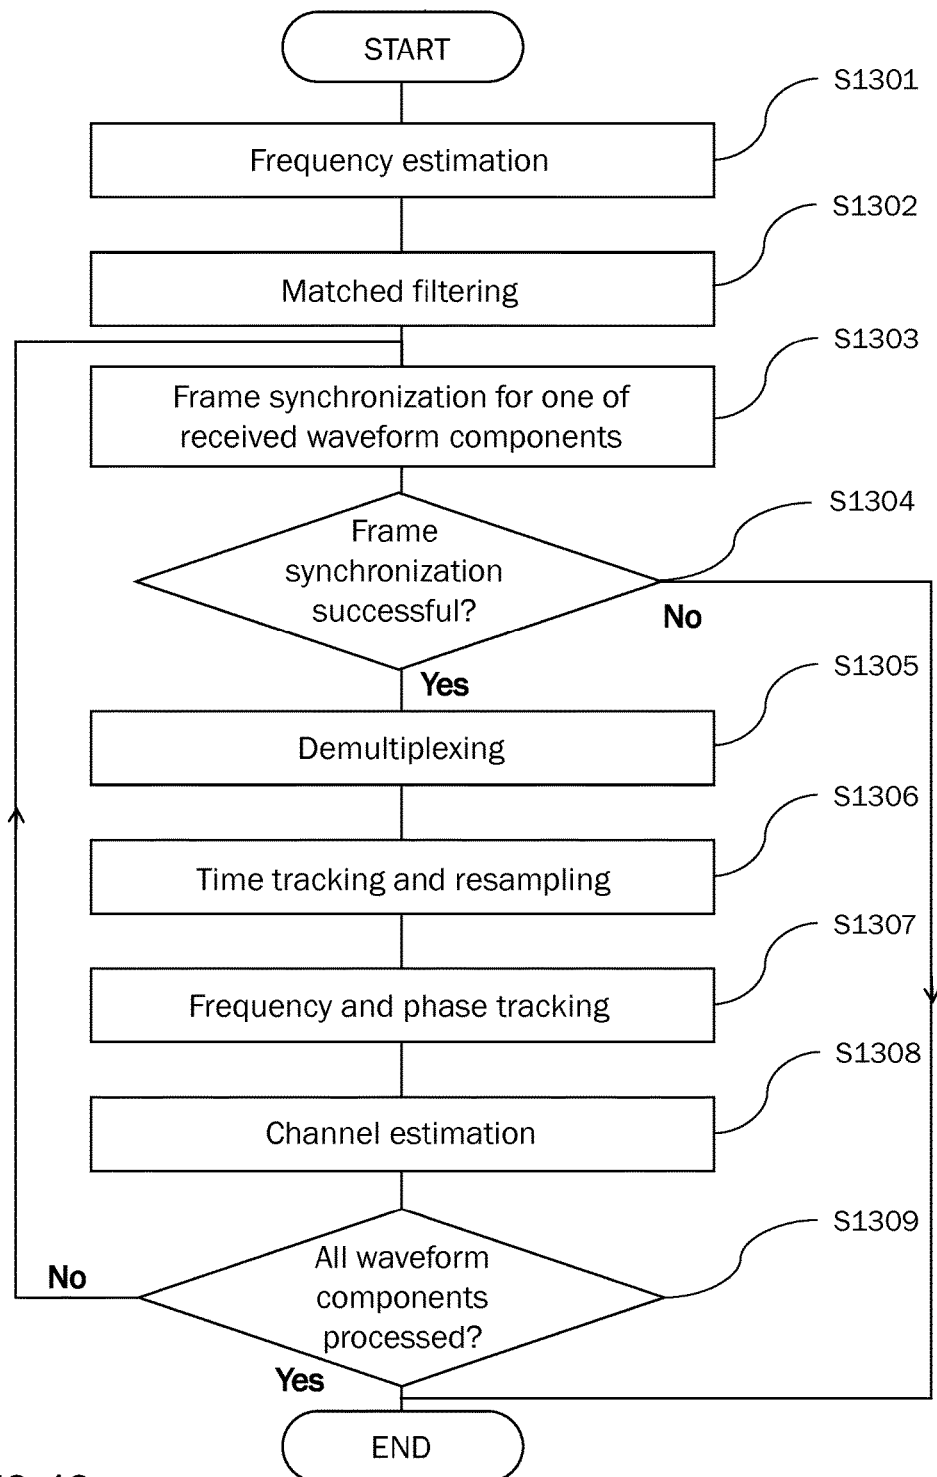 START
S1301
Frequency estimation
S1302
Matched filtering
S1303
Frame synchronization for one of
received waveform components
S1304
Frame
synchronization
successful?
No
Yes
S1305
Demultiplexing
S1306
Time tracking and resampling
S1307
Frequency and phase tracking
S1308
Channel estimation
S1309
All waveform
components
processed?
No
Yes
END